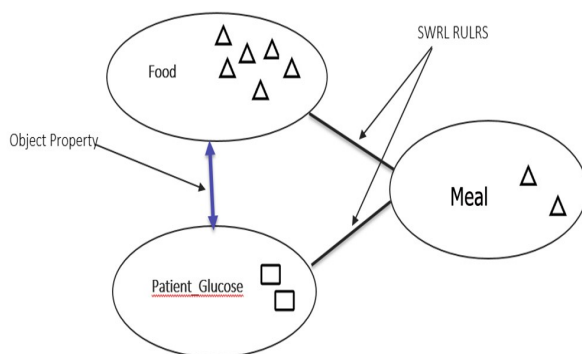 SWRL RULRS
Food
Object Property
Meal
Patient_Glucose